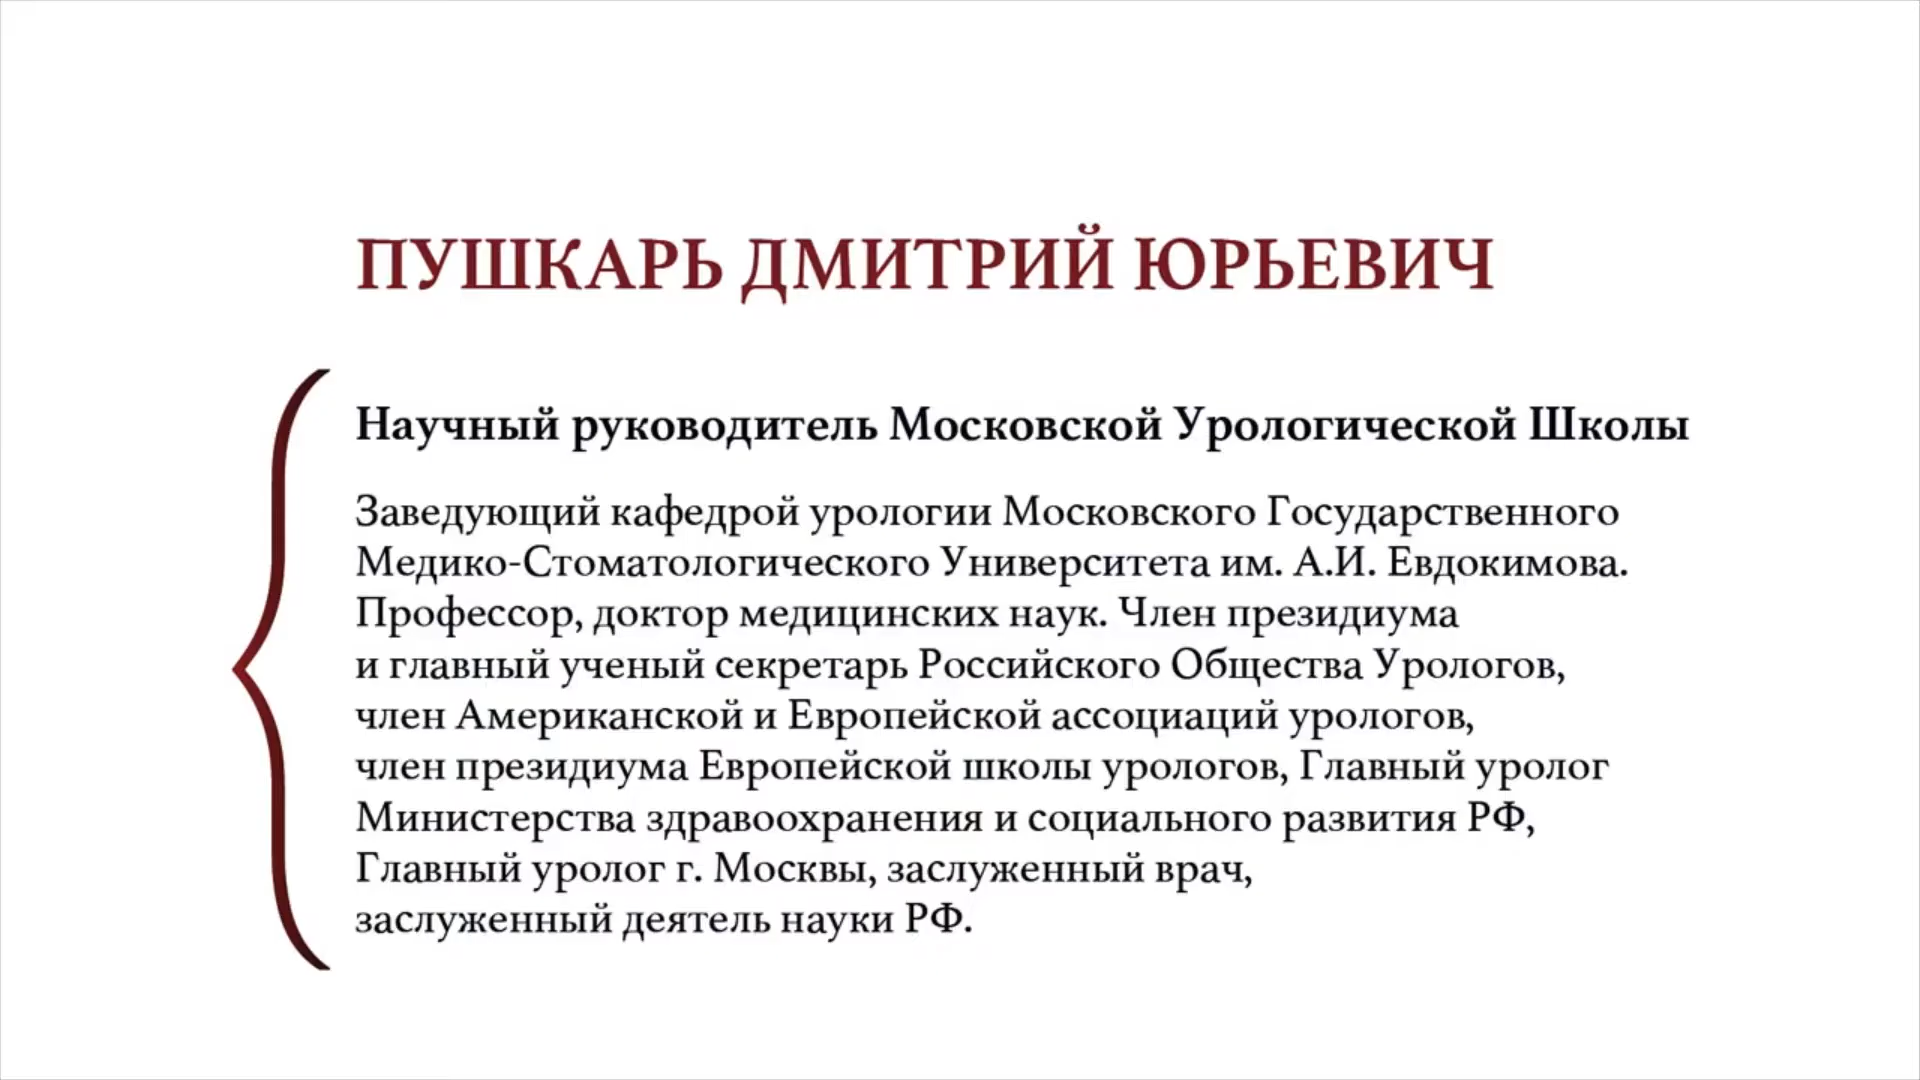 ПУШКАРЬ ДМИТРИЙ ЮРЬЕВИЧ
Научный руководитель Московской Урологической Школы
Заведующий кафедрой урологии Московского Государственного
Медико-Стоматологического Университета им. А.И. Евдокимова.
Профессор, доктор медицинских наук. Член президиума
и главный ученый секретарь Российского Общества Урологов,
член Американской и Европейской ассоциаций урологов,
член президиума Европейской школы урологов, Главный уролог
Министерства здравоохранения и социального развития РФ,
Главный уролог г. Москвы, заслуженный врач,
заслуженный деятель науки РФ.